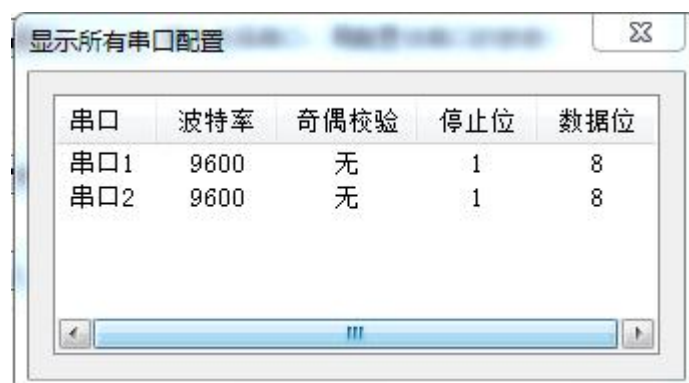 显示所有串口配置
串口 波特率 奇偶校验 停止位 数据位
串口1 9600 无 1 8
串口2 9600 无 1 8